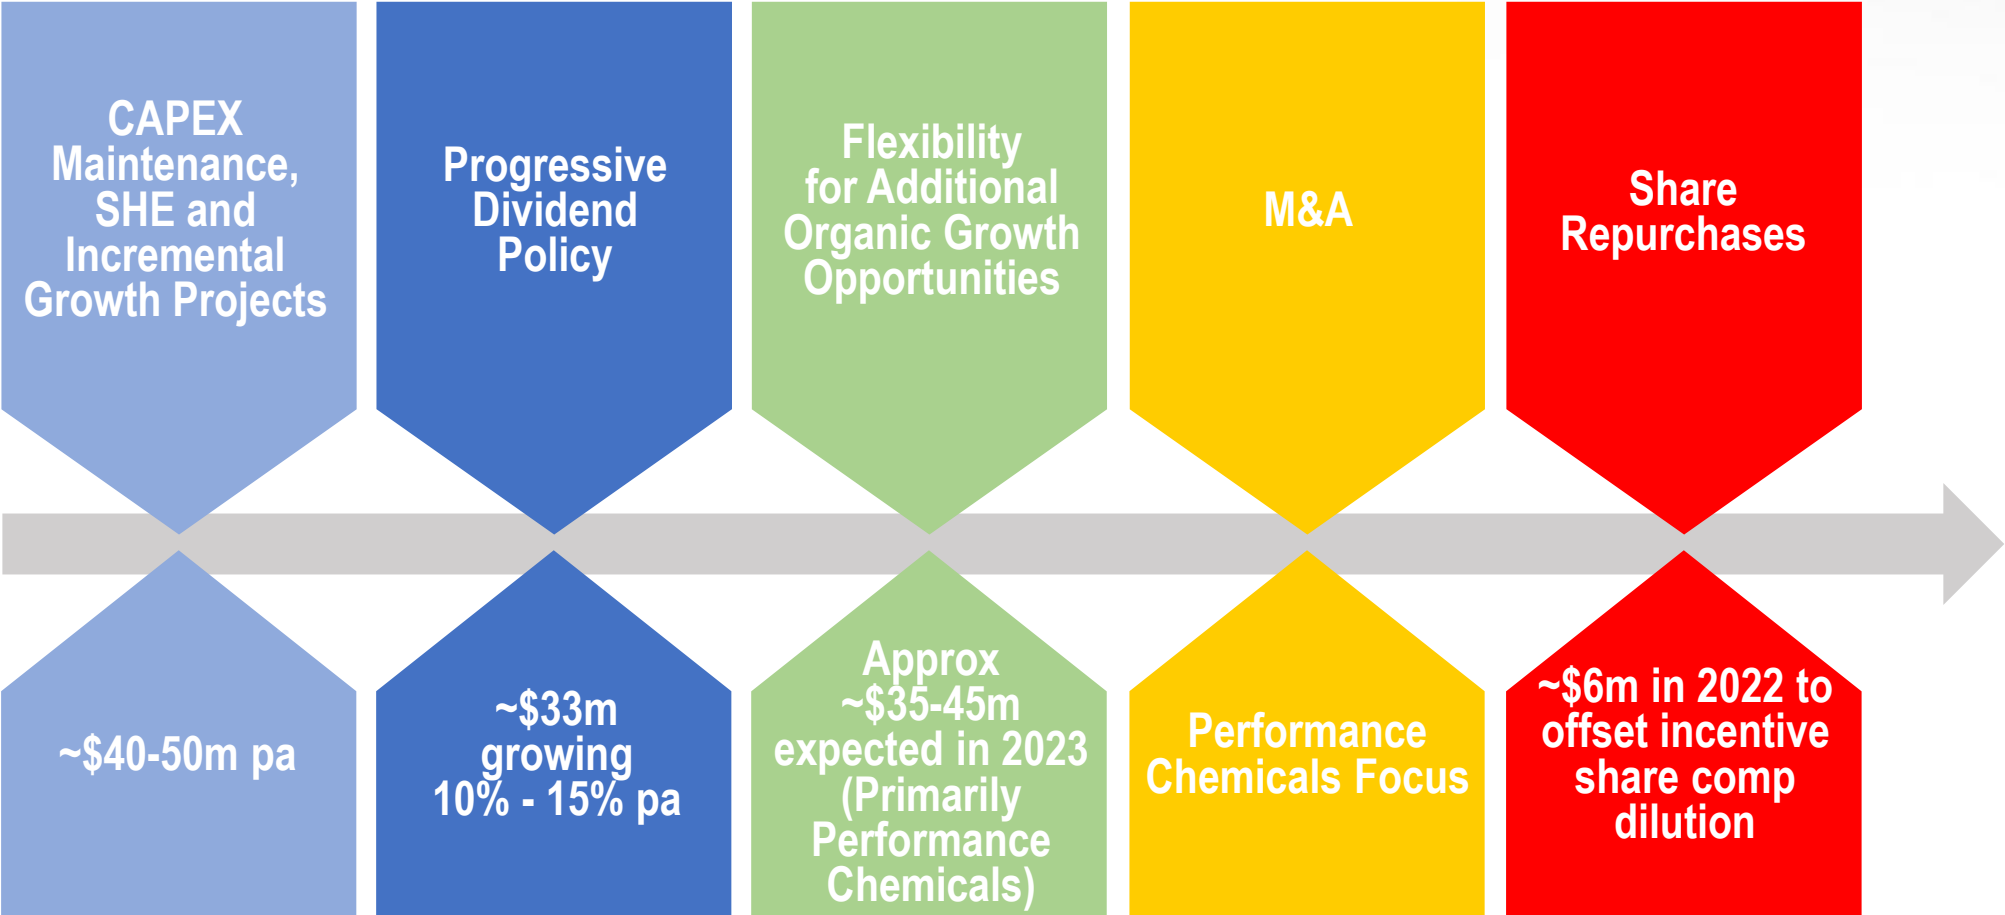 CAPEX
Maintenance,
SHE and
Incremental
Growth Projects
Progressive
Dividend
Policy
Flexibility
for Additional
Organic Growth
Opportunities
M&A
Share
Repurchases
~$40-50m pa
~$33m
growing
10% - 15% pa
Approx
~$35-45m
expected in 2023
(Primarily
Performance
Chemicals)
Performance
Chemicals Focus
~$6m in 2022 to
offset incentive
share comp
dilution